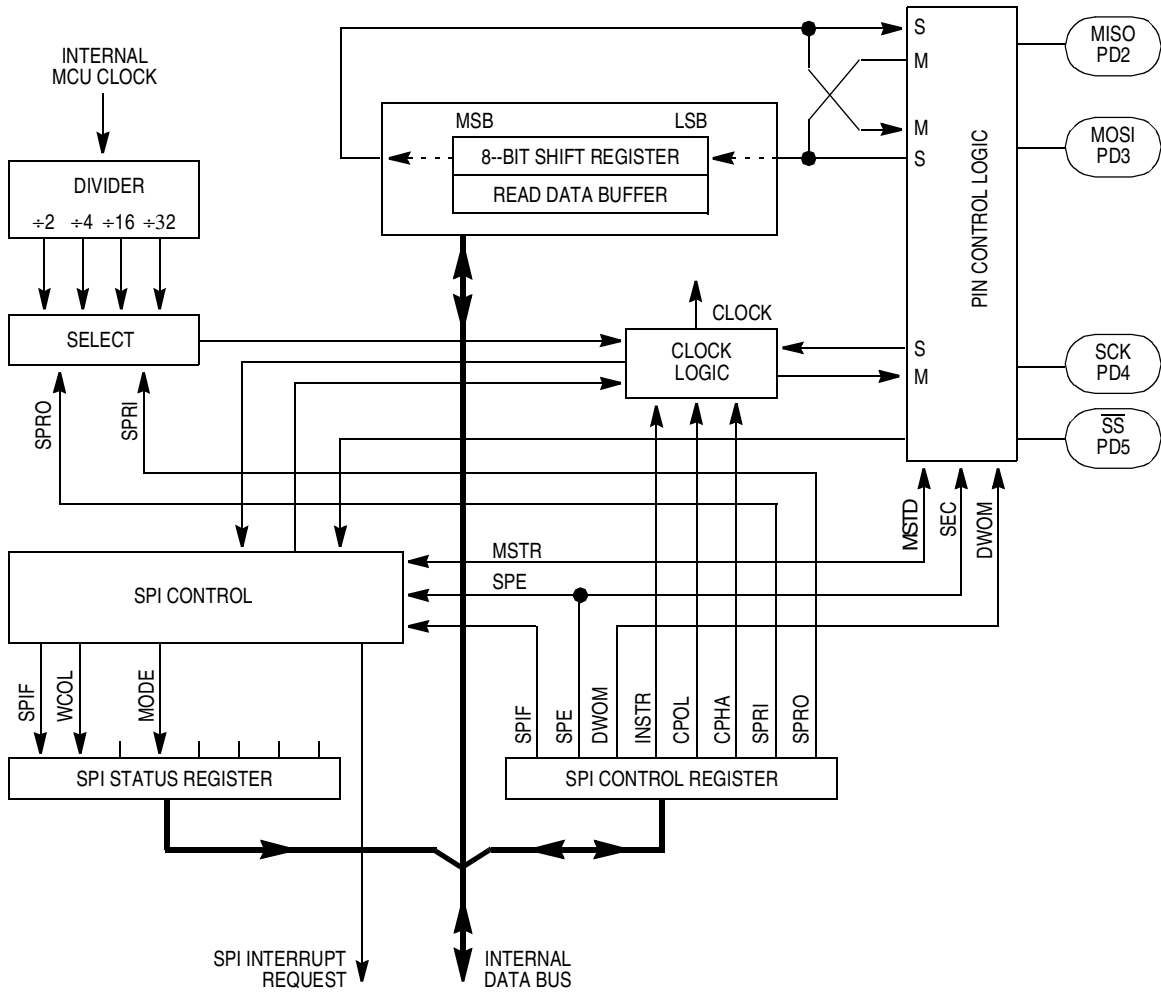 INTERNAL
MCU CLOCK
DIVIDER
÷2 ÷4 ÷16 ÷32
SELECT
SPRO
SPRI
MSB LSB
8--BIT SHIFT REGISTER
READ DATA BUFFER
CLOCK
CLOCK
LOGIC
S
M
M
S
S
M
PIN CONTROL LOGIC
MISO
PD2
MOSI
PD3
SCK
PD4
SS
PD5
MSTD
SEC
DWOM
MSTR
SPE
SPI CONTROL
SPIF
WCOL
MODE
SPI STATUS REGISTER
SPIF
SPE
DWOM
INSTR
CPOL
CPHA
SPRI
SPRO
SPI CONTROL REGISTER
SPI INTERRUPT
REQUEST
INTERNAL
DATA BUS